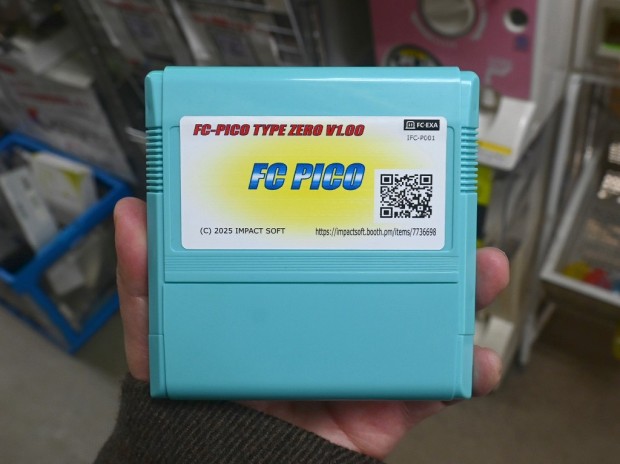 FC-PICO TYPE ZERO V1.00
FC-EXA
IFC-P001
FC PICO
(C) 2025 IMPACT SOFT
https://impactsoft.booth.pm/items/7736698